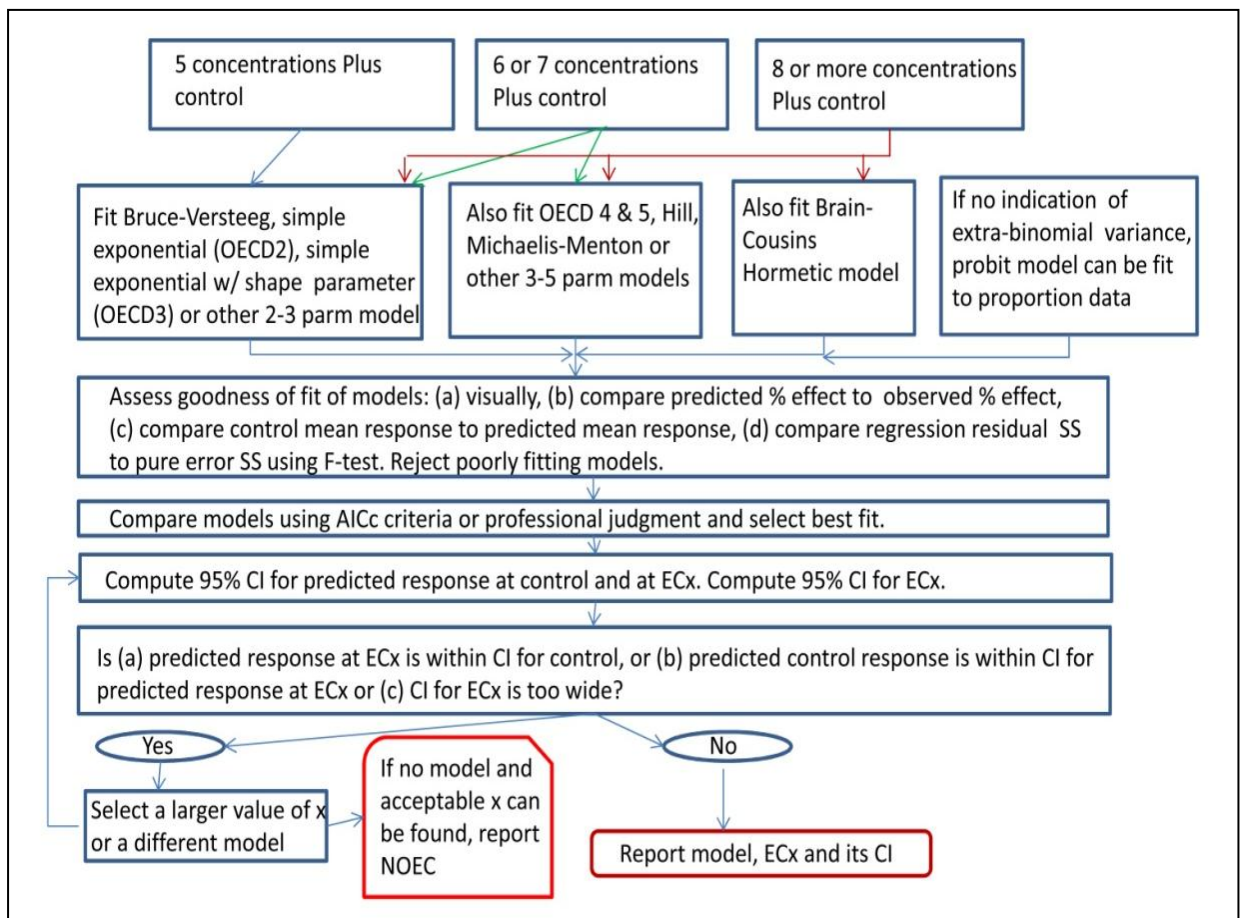 5 concentrations Plus
control
6 or 7 concentrations
Plus control
8 or more concentrations
Plus control
Fit Bruce-Versteeg, simple
exponential (OECD2), simple
exponential w/ shape parameter
(OECD3) or other 2-3 parm model
Also fit OECD 4 & 5, Hill,
Michaelis-Menton or
other 3-5 parm models
Also fit Brain-
Cousins
Hormetic model
If no indication of
extra-binomial variance,
probit model can be fit
to proportion data
Assess goodness of fit of models: (a) visually, (b) compare predicted % effect to observed % effect,
(c) compare control mean response to predicted mean response, (d) compare regression residual SS
to pure error SS using F-test. Reject poorly fitting models.
Compare models using AICc criteria or professional judgment and select best fit.
Compute 95% CI for predicted response at control and at ECx. Compute 95% CI for ECx.
Is (a) predicted response at ECx is within CI for control, or (b) predicted control response is within CI for
predicted response at ECx or (c) CI for ECx is too wide?
Yes
No
Select a larger value of x
or a different model
If no model and
acceptable x can
be found, report
NOEC
Report model, ECx and its CI